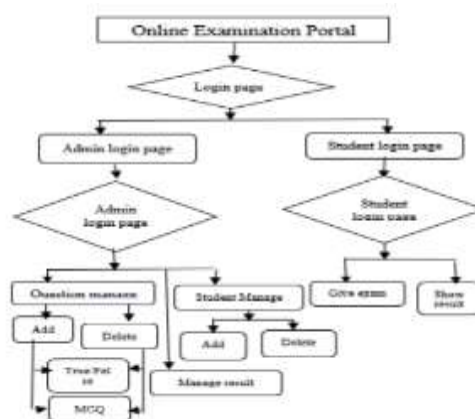 Online Examination Portal
Login page
Admin login page
Student login page
Admin
login page
Student
login page
Question manage
Student Manage
Give exam
Show
result
Add
Delete
Add
Delete
True/Fal
se
Manage result
MCQ